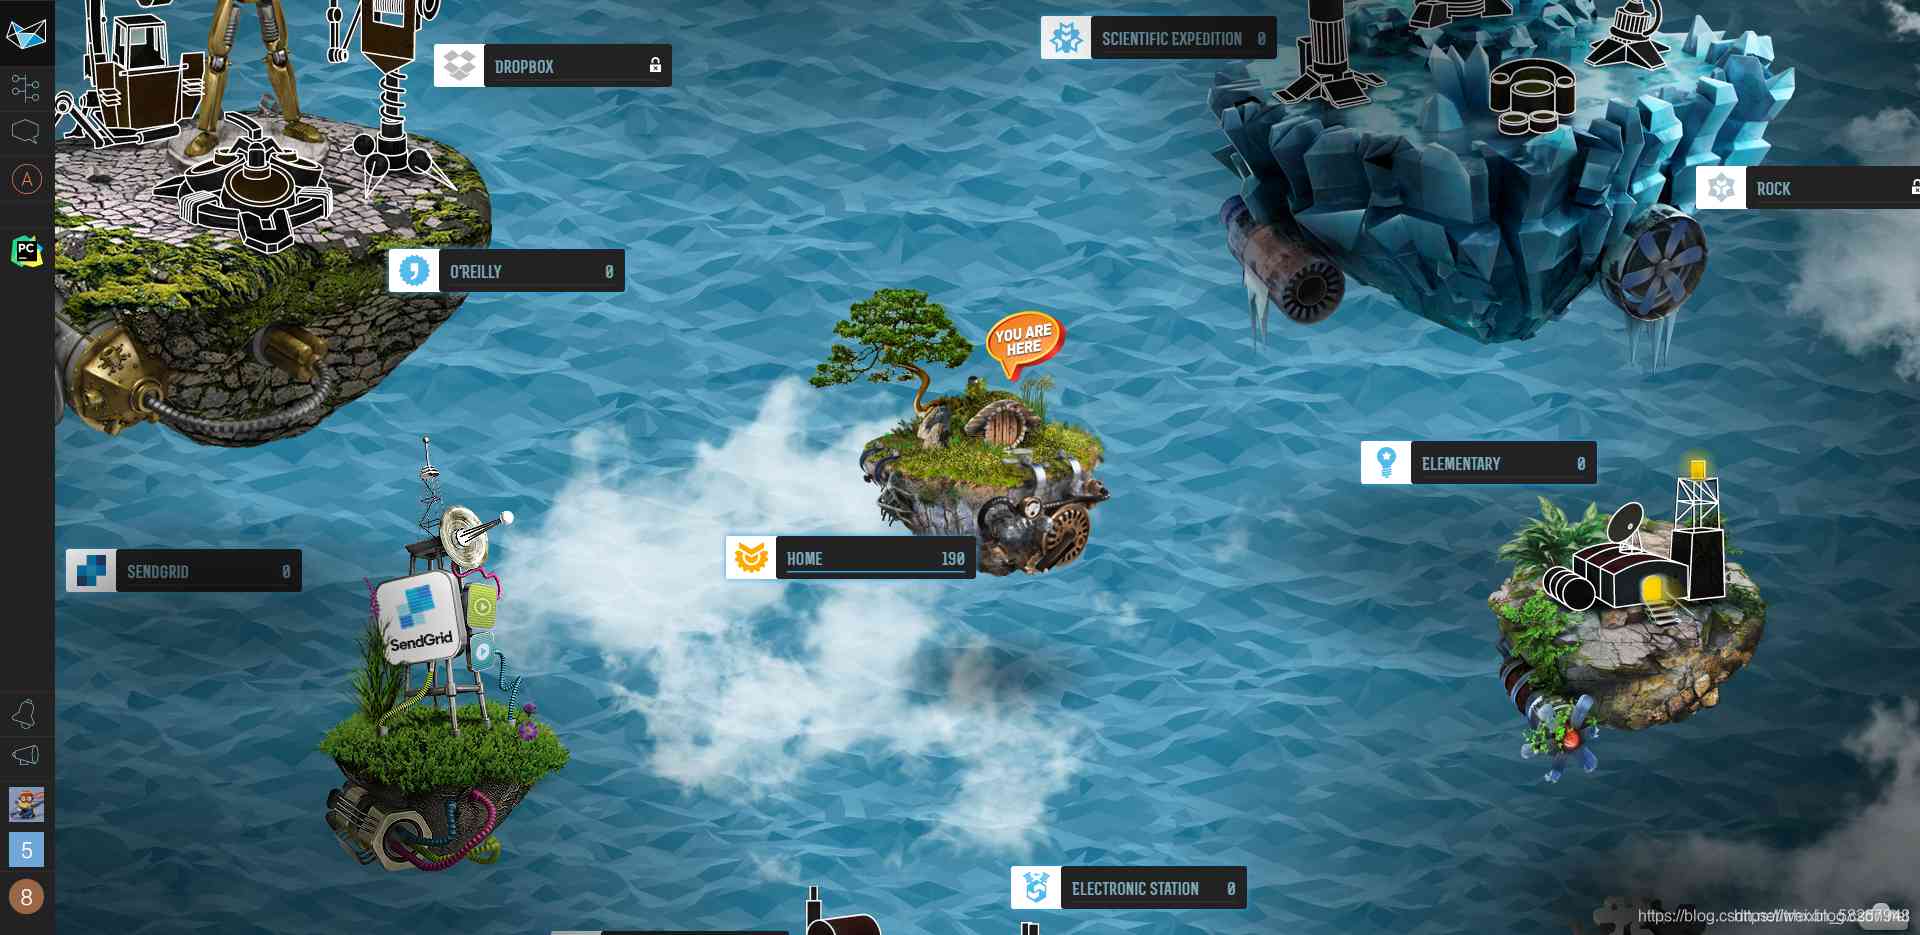 SCIENTIFIC EXPEDITION 0
DROPBOX
A
ROCK
PC
O'REILLY 0
YOU ARE
HERE
ELEMENTARY 0
HOME 190
SENDGRID 0
SendGrid
5
ELECTRONIC STATION 0
8